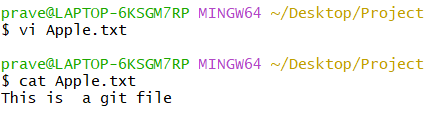 prave@LAPTOP-6KSGM7RP MINGW64 ~/Desktop/Project
$ vi Apple.txt
prave@LAPTOP-6KSGM7RP MINGW64 ~/Desktop/Project
$ cat Apple.txt
This is  a git file